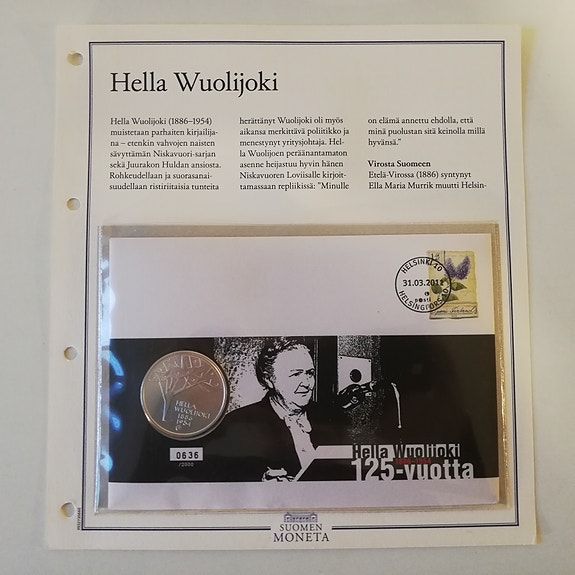 Hella Wuolijoki
Hella Wuolijoki (1886–1954)
muistetaan parhaiten kirjailija-
na – etenkin vahvojen naisten
sävyttämän Niskavuori-sarjan
sekä Juurakon Huldan ansiosta.
Rohkeudellaan ja suorasanai-
suudellaan ristiriitaisia tunteita
herättänyt Wuolijoki oli myös
aikansa merkittävä poliitikko ja
menestynyt yritysjohtaja. Hel-
la Wuolijoen peräänantamaton
asenne heijastuu hyvin hänen
Niskavuoren Loviisalle kirjoit-
tamassaan repliikissä: "Minulle
on elämä annettu ehdolla, että
minä puolustan sitä keinolla millä
hyvänsä."
Virosta Suomeen
Etelä-Virossa (1886) syntynyt
Ella Maria Murrik muutti Helsin-
HELSINKI 10
31.03.2011
posti
HELSINGFORS 10
HELLA
WUOLIJOKI
1886
1954
0636
/2000
Hella Wuolijoki
125-vuotta
SUOMEN
MONETA